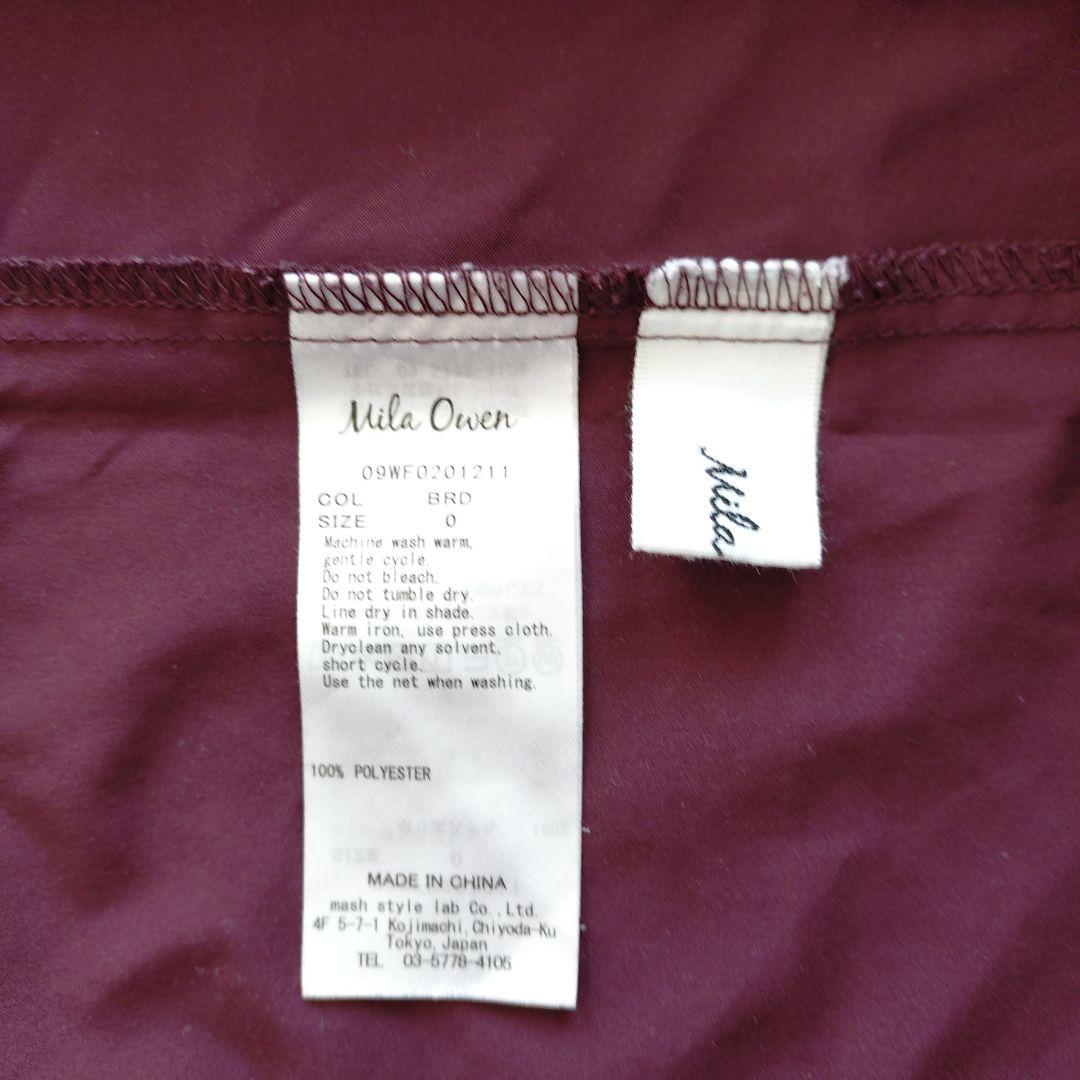 Mila Owen
09WF0201211
COL BRD
SIZE 0
Machine wash warm,
gentle cycle.
Do not bleach.
Do not tumble dry.
Line dry in shade.
Warm iron, use press cloth.
Dryclean any solvent,
short cycle.
Use the net when washing.
100% POLYESTER
MADE IN CHINA
mash style lab Co.,Ltd.
4F 5-7-1 Kojimachi,Chiyoda-Ku
Tokyo,Japan
TEL 03-5778-4105
Mila